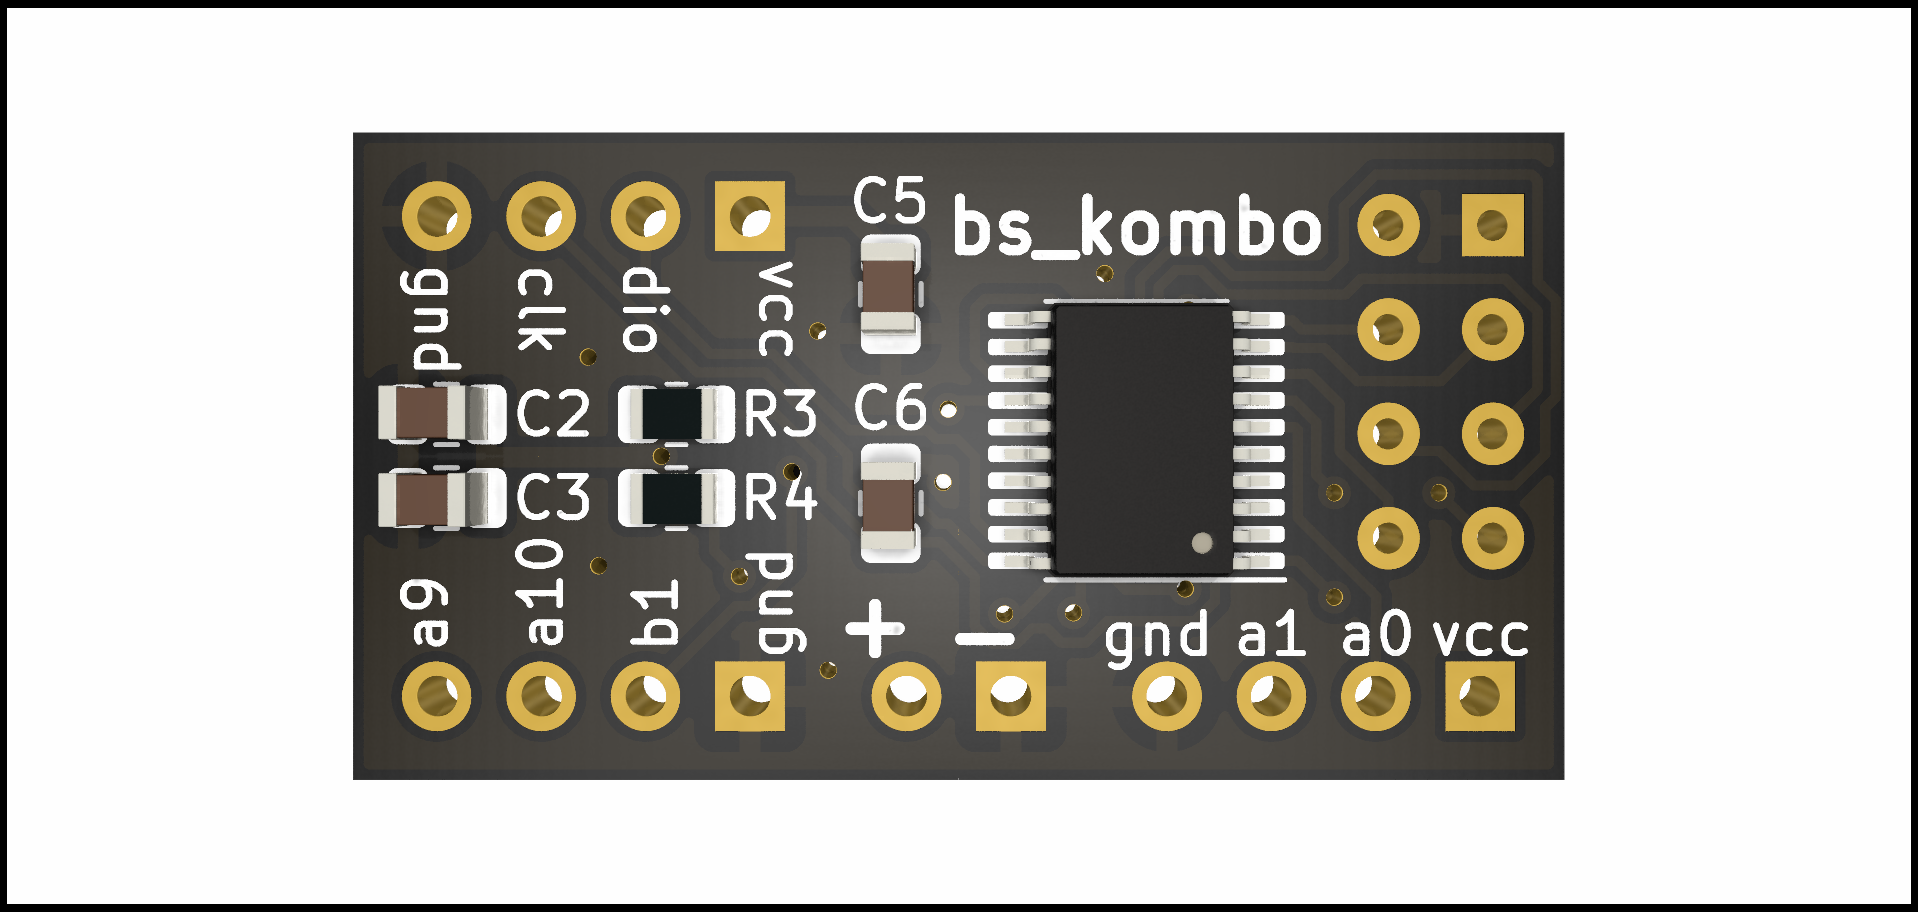 C5
bs_kombo
gnd clk dio vcc
C2 R3 C6
C3 R4
a9 a10 b1 gnd
+ -
gnd a1 a0 vcc